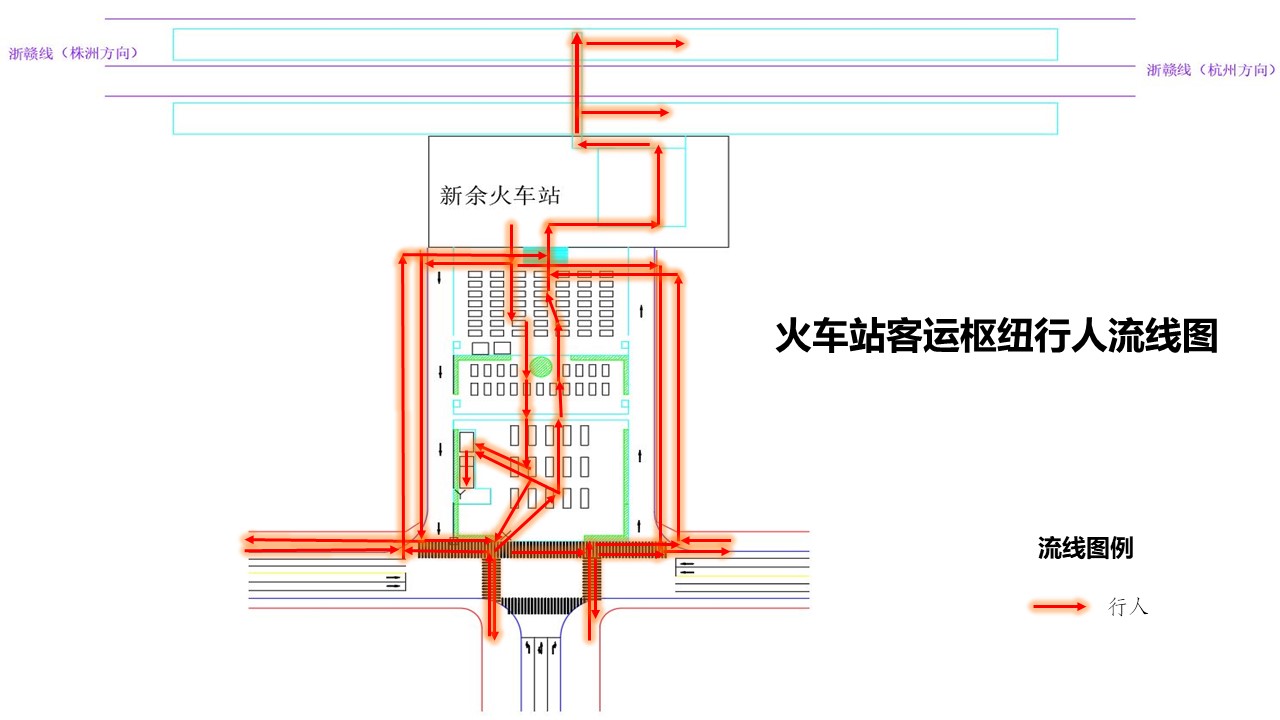 浙赣线（株洲方向）
浙赣线（杭州方向）
新余火车站
火车站客运枢纽行人流线图
流线图例
行人